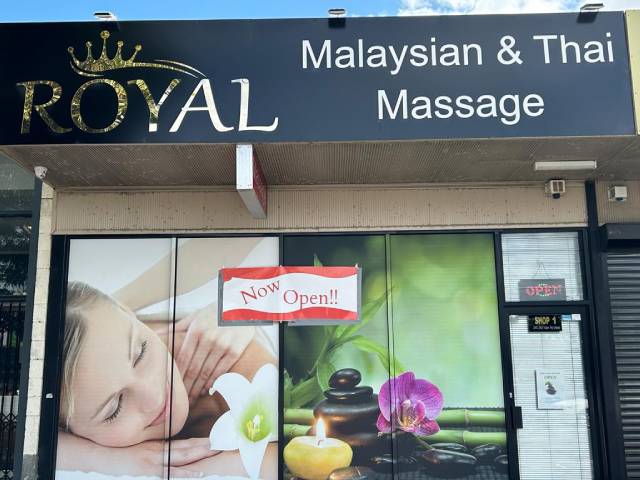 ROYAL
Malaysian & Thai
Massage
Now Open!!
OPEN
SHOP 1